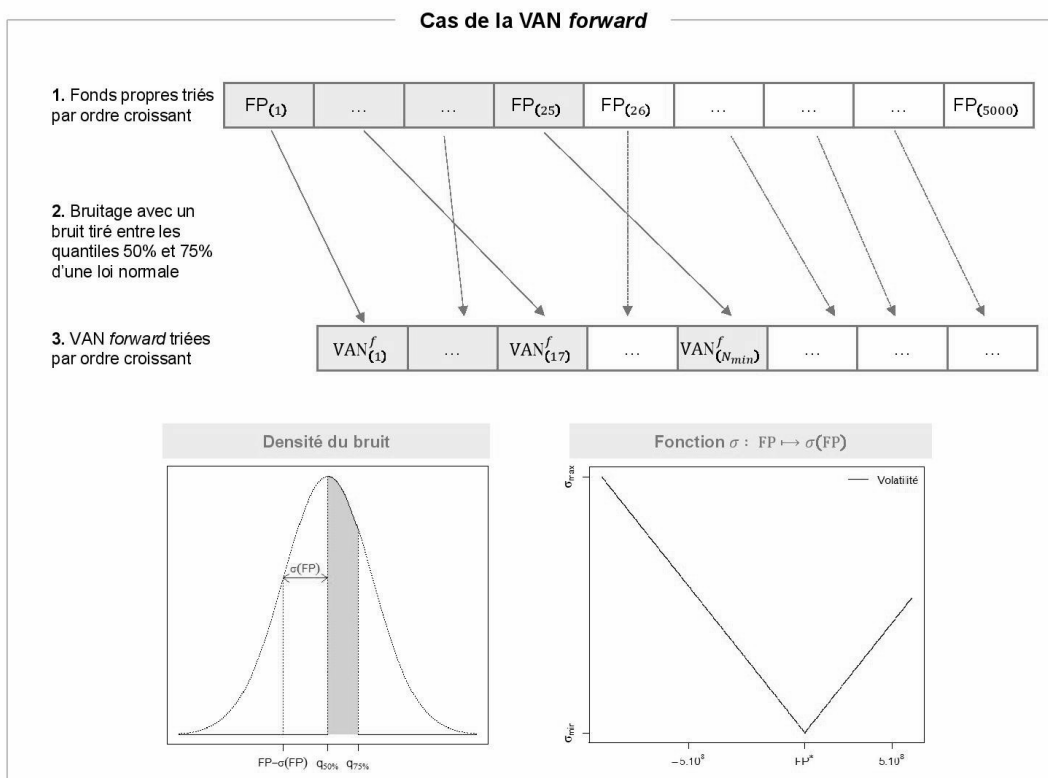 Cas de la VAN forward
1. Fonds propres triés
par ordre croissant
FP(1) ... ... FP(25) FP(26) ... ... ... FP(5000)
2. Bruitage avec un
bruit tiré entre les
quantiles 50% et 75%
d'une loi normale
3. VAN forward triées
par ordre croissant
VAN^f_(1) ... VAN^f_(17) ... VAN^f_(N_min) ... ... ...
Densité du bruit
σ(FP)
FP−σ(FP) q50% q75%
Fonction σ : FP ⟼ σ(FP)
σmax
Volatilité
σmin
−5.10^8 FP* 5.10^8